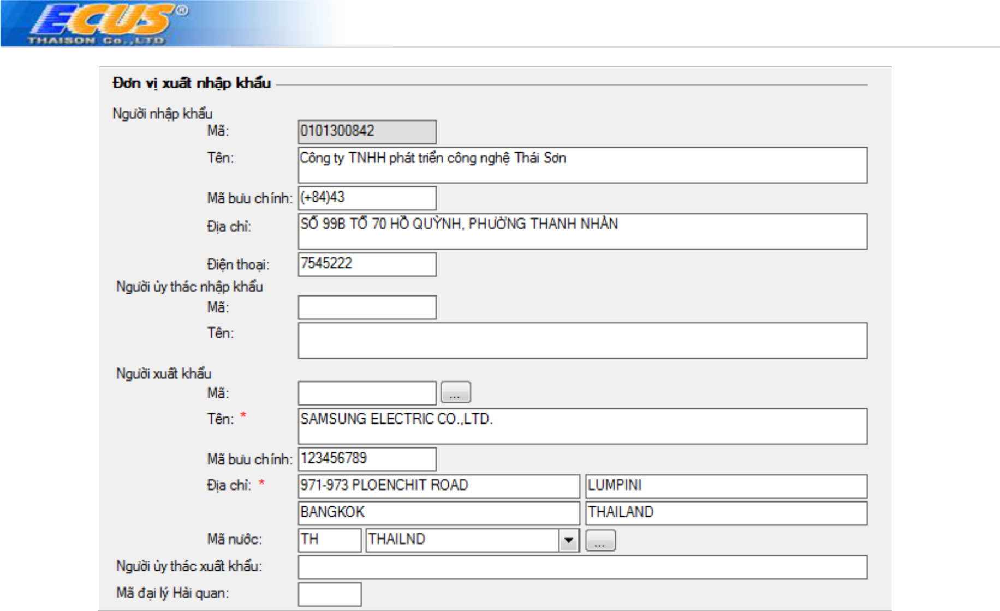 ECUS®
THAISON Co.,LTD
Đơn vị xuất nhập khẩu
Người nhập khẩu
Mã: 0101300842
Tên: Công ty TNHH phát triển công nghệ Thái Sơn
Mã bưu chính: (+84)43
Địa chỉ: SỐ 99B TỔ 70 HỒ QUỲNH, PHƯỜNG THANH NHÀN
Điện thoại: 7545222
Người ủy thác nhập khẩu
Mã:
Tên:
Người xuất khẩu
Mã: ...
Tên: * SAMSUNG ELECTRIC CO.,LTD.
Mã bưu chính: 123456789
Địa chỉ: * 971-973 PLOENCHIT ROAD LUMPINI
BANGKOK THAILAND
Mã nước: TH THAILND ...
Người ủy thác xuất khẩu:
Mã đại lý Hải quan: